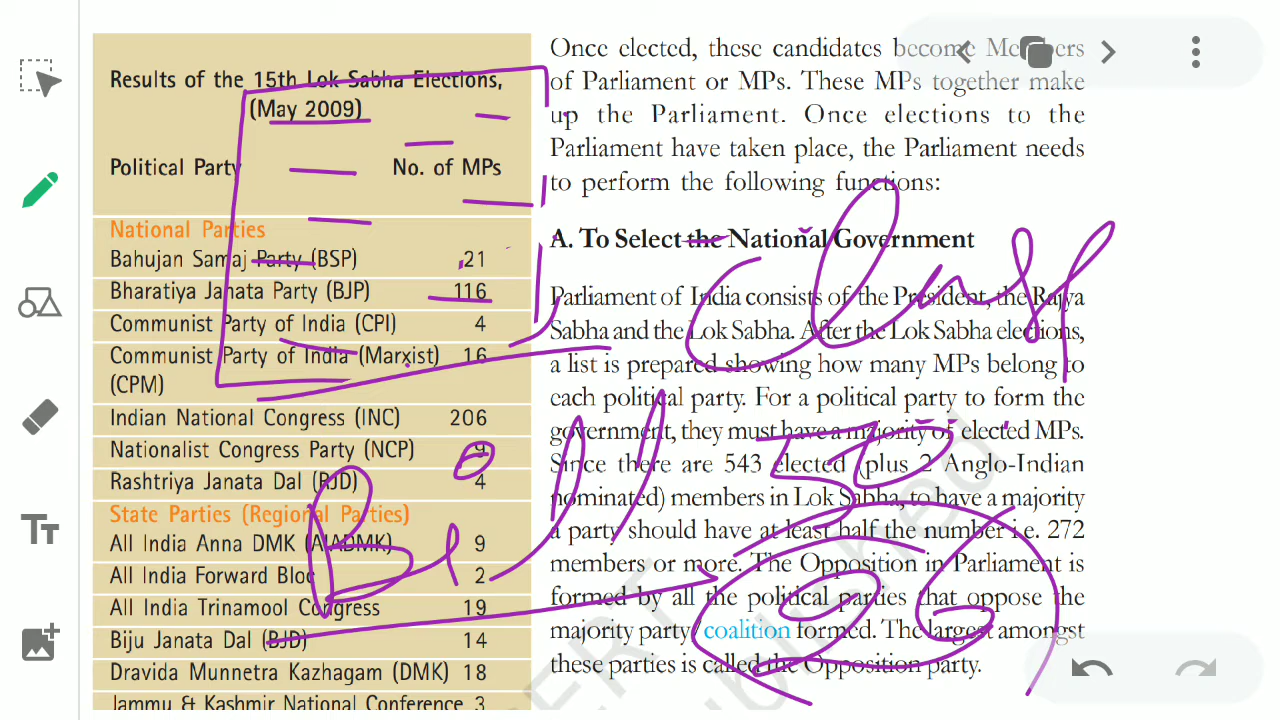 Results of the 15th Lok Sabha Elections,
(May 2009)
Political Party No. of MPs
National Parties
Bahujan Samaj Party (BSP) 21
Bharatiya Janata Party (BJP) 116
Communist Party of India (CPI) 4
Communist Party of India (Marxist) 16
(CPM)
Indian National Congress (INC) 206
Nationalist Congress Party (NCP) 9
Rashtriya Janata Dal (RJD) 4
State Parties (Regional Parties)
All India Anna DMK (AIADMK) 9
All India Forward Bloc 2
All India Trinamool Congress 19
Biju Janata Dal (BJD) 14
Dravida Munnetra Kazhagam (DMK) 18
Jammu & Kashmir National Conference 3
Once elected, these candidates become Members
of Parliament or MPs. These MPs together make
up the Parliament. Once elections to the
Parliament have taken place, the Parliament needs
to perform the following functions:
A. To Select the National Government
Parliament of India consists of the President, the Rajya
Sabha and the Lok Sabha. After the Lok Sabha elections,
a list is prepared showing how many MPs belong to
each political party. For a political party to form the
government, they must have a majority of elected MPs.
Since there are 543 elected (plus 2 Anglo-Indian
nominated) members in Lok Sabha, to have a majority
a party should have at least half the number i.e. 272
members or more. The Opposition in Parliament is
formed by all the political parties that oppose the
majority party/coalition formed. The largest amongst
these parties is called the Opposition party.
Tт